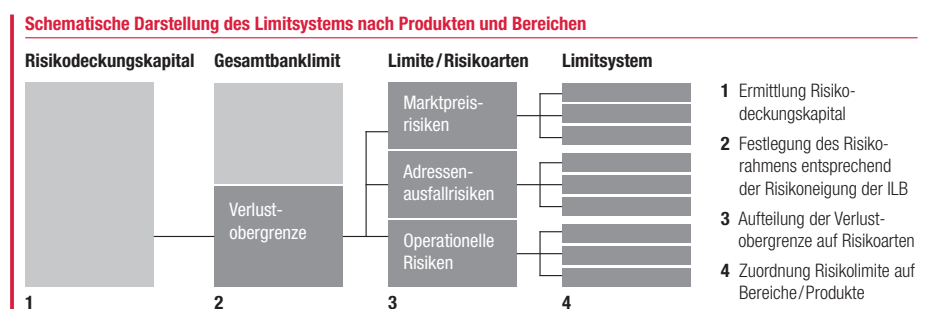 Schematische Darstellung des Limitsystems nach Produkten und Bereichen
Risikodeckungskapital
Gesamtbanklimit
Limite/Risikoarten
Limitsystem
Marktpreis-
risiken
Adressen-
ausfallrisiken
Verlust-
obergrenze
Operationelle
Risiken
1
2
3
4
1 Ermittlung Risiko-
deckungskapital
2 Festlegung des Risiko-
rahmens entsprechend
der Risikoneigung der ILB
3 Aufteilung der Verlust-
obergrenze auf Risikoarten
4 Zuordnung Risikolimite auf
Bereiche/Produkte